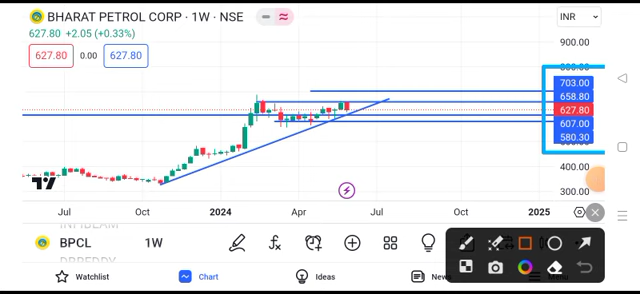 BHARAT PETROL CORP · 1W · NSE
INR
627.80 +2.05 (+0.33%)
627.80 0.00 627.80
900.00
703.00
658.80
627.80
607.00
580.30
400.00
300.00
Jul Oct 2024 Apr Jul Oct 2025
BPCL 1W
Watchlist Chart Ideas News